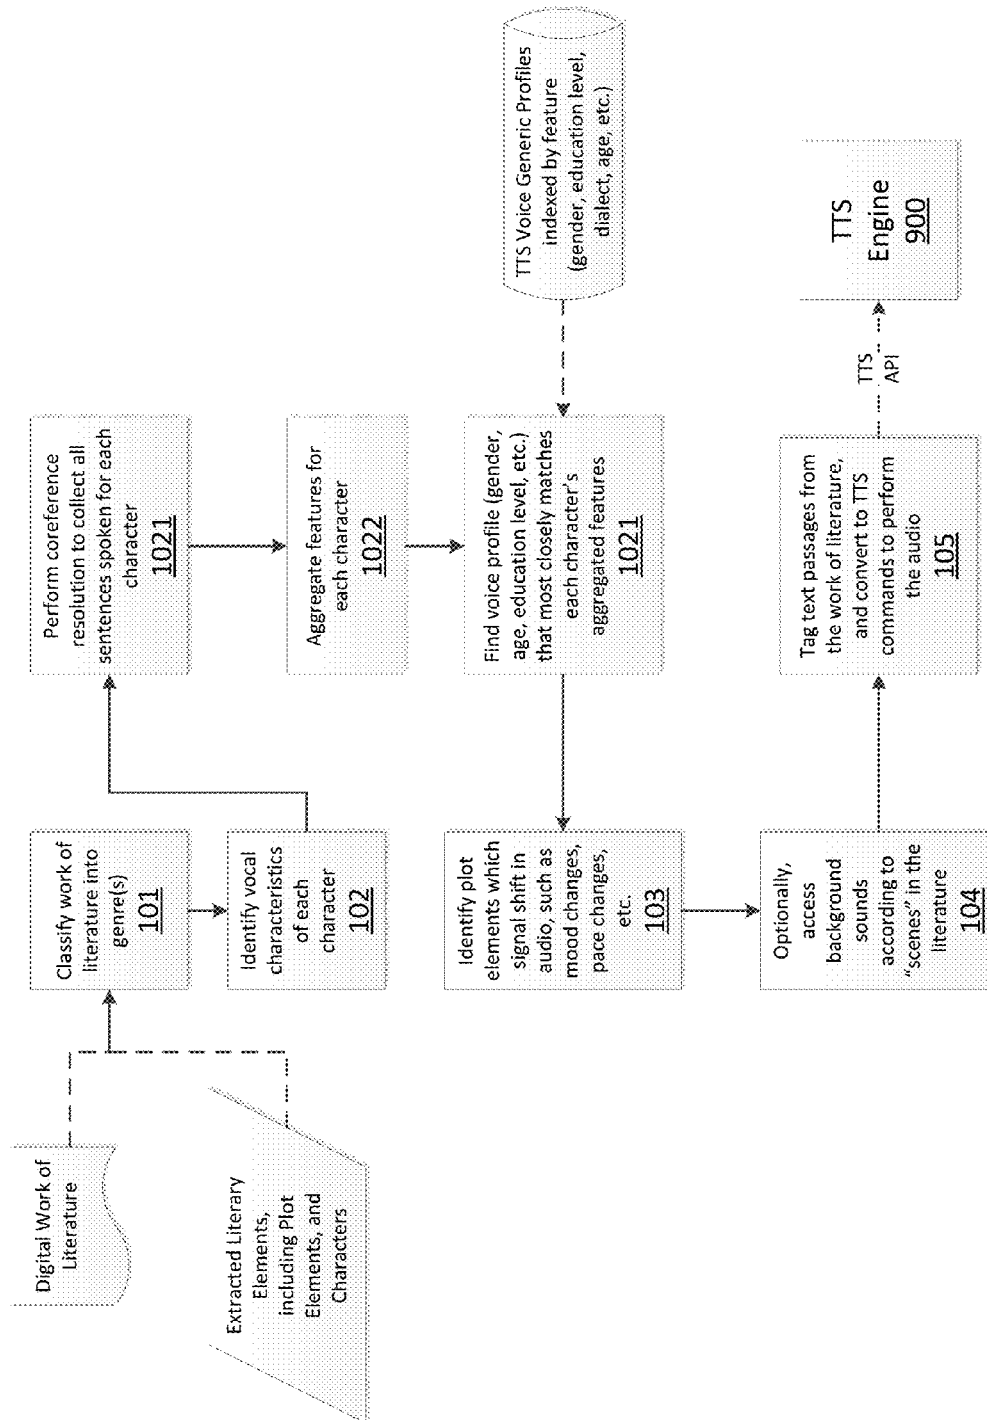 Digital Work of
Literature
Extracted Literary
Elements,
including Plot
Elements, and
Characters
Classify work of
literature into
genre(s)
101
Identify vocal
characteristics
of each
character
102
Perform coreference
resolution to collect all
sentences spoken for each
character
1021
Aggregate features for
each character
1022
Find voice profile (gender,
age, education level, etc.)
that most closely matches
each character's
aggregated features
1021
TTS Voice Generic Profiles
indexed by feature
(gender, education level,
dialect, age, etc.)
Identify plot
elements which
signal shift in
audio, such as
mood changes,
pace changes,
etc.
103
Optionally,
access
background
sounds
according to
"scenes" in the
literature
104
Tag text passages from
the work of literature,
and convert to TTS
commands to perform
the audio
105
TTS
API
TTS
Engine
900